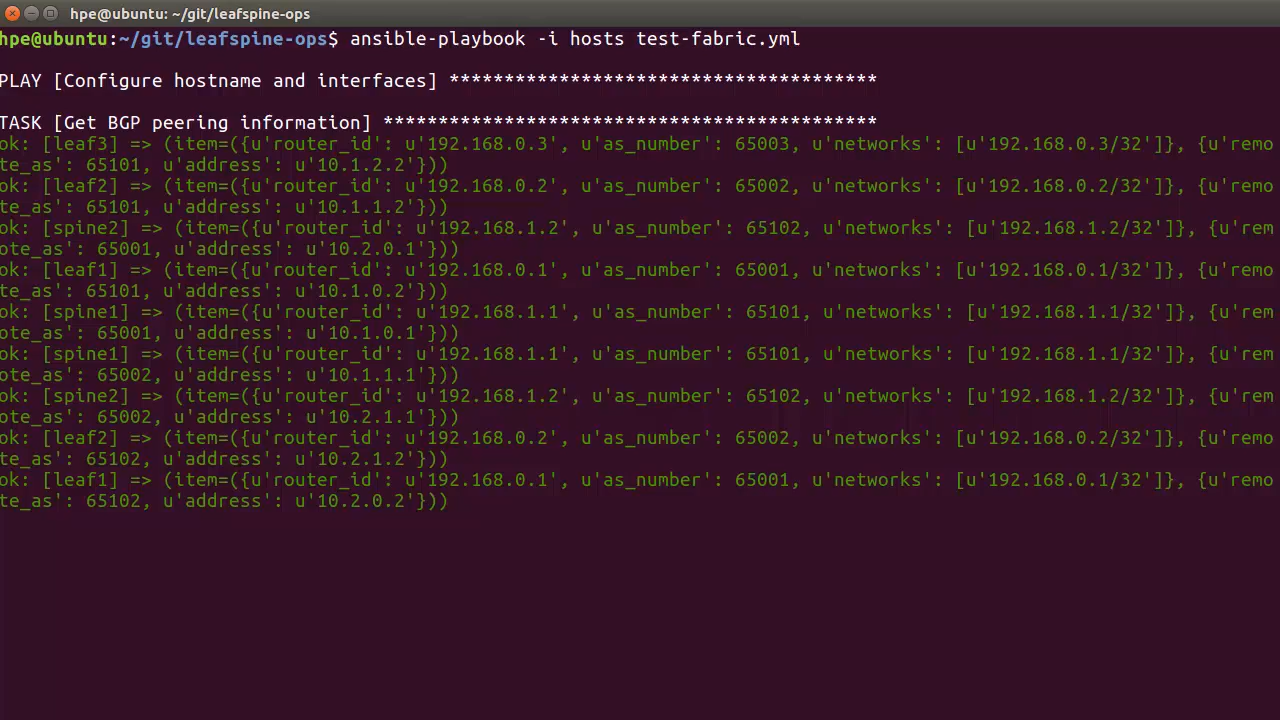 hpe@ubuntu: ~/git/leafspine-ops
hpe@ubuntu:~/git/leafspine-ops$ ansible-playbook -i hosts test-fabric.yml
PLAY [Configure hostname and interfaces] ***************************************
TASK [Get BGP peering information] *********************************************
ok: [leaf3] => (item=({u'router_id': u'192.168.0.3', u'as_number': 65003, u'networks': [u'192.168.0.3/32']}, {u'remo
te_as': 65101, u'address': u'10.1.2.2'}))
ok: [leaf2] => (item=({u'router_id': u'192.168.0.2', u'as_number': 65002, u'networks': [u'192.168.0.2/32']}, {u'remo
te_as': 65101, u'address': u'10.1.1.2'}))
ok: [spine2] => (item=({u'router_id': u'192.168.1.2', u'as_number': 65102, u'networks': [u'192.168.1.2/32']}, {u'rem
ote_as': 65001, u'address': u'10.2.0.1'}))
ok: [leaf1] => (item=({u'router_id': u'192.168.0.1', u'as_number': 65001, u'networks': [u'192.168.0.1/32']}, {u'remo
te_as': 65101, u'address': u'10.1.0.2'}))
ok: [spine1] => (item=({u'router_id': u'192.168.1.1', u'as_number': 65101, u'networks': [u'192.168.1.1/32']}, {u'rem
ote_as': 65001, u'address': u'10.1.0.1'}))
ok: [spine1] => (item=({u'router_id': u'192.168.1.1', u'as_number': 65101, u'networks': [u'192.168.1.1/32']}, {u'rem
ote_as': 65002, u'address': u'10.1.1.1'}))
ok: [spine2] => (item=({u'router_id': u'192.168.1.2', u'as_number': 65102, u'networks': [u'192.168.1.2/32']}, {u'rem
ote_as': 65002, u'address': u'10.2.1.1'}))
ok: [leaf2] => (item=({u'router_id': u'192.168.0.2', u'as_number': 65002, u'networks': [u'192.168.0.2/32']}, {u'remo
te_as': 65102, u'address': u'10.2.1.2'}))
ok: [leaf1] => (item=({u'router_id': u'192.168.0.1', u'as_number': 65001, u'networks': [u'192.168.0.1/32']}, {u'remo
te_as': 65102, u'address': u'10.2.0.2'}))